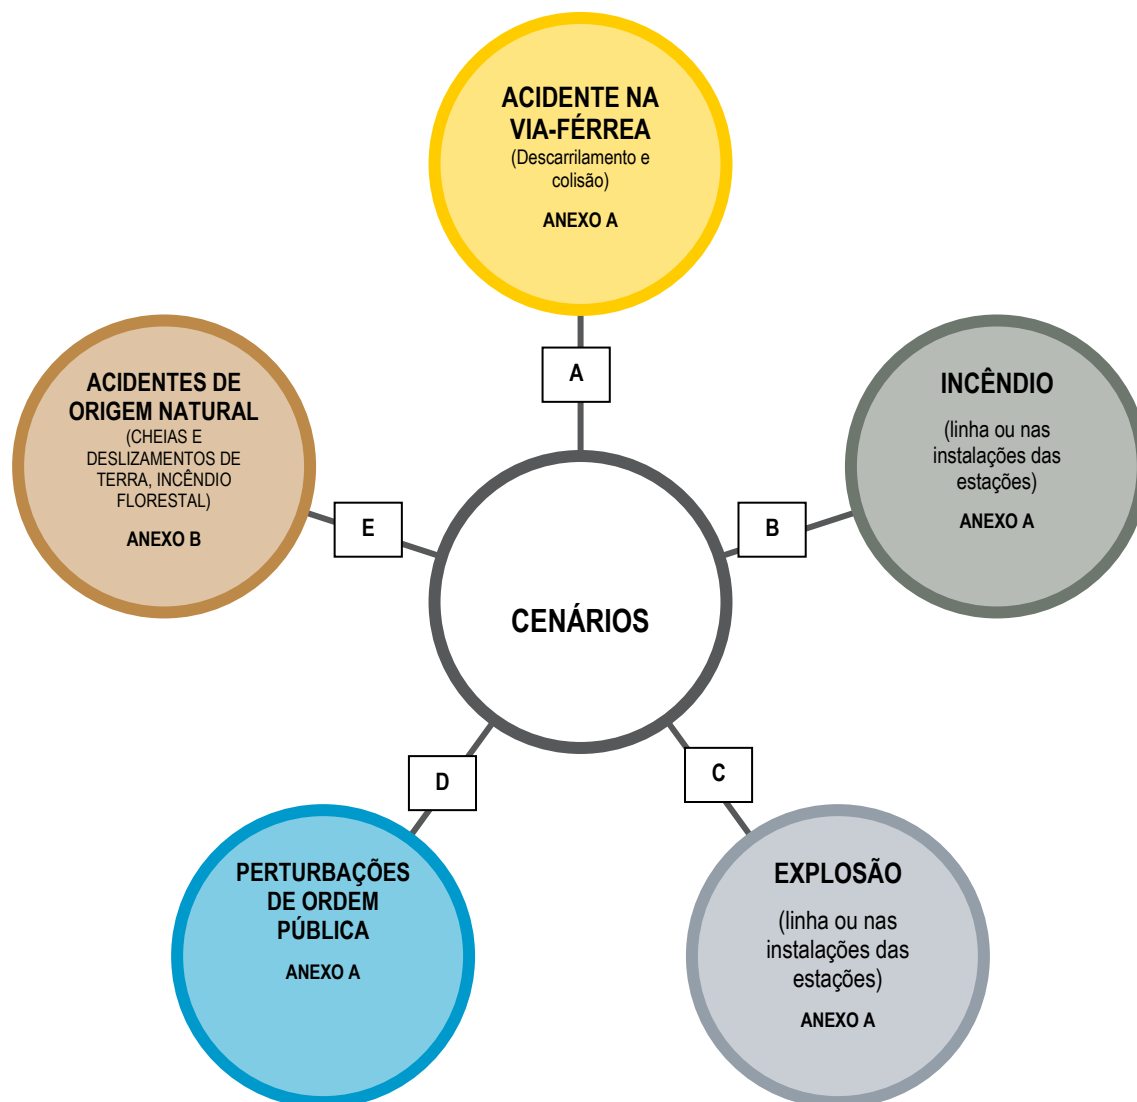 ACIDENTE NA
VIA-FÉRREA
(Descarrilamento e
colisão)
ANEXO A
A
ACIDENTES DE
ORIGEM NATURAL
(CHEIAS E
DESLIZAMENTOS DE
TERRA, INCÊNDIO
FLORESTAL)
ANEXO B
E
INCÊNDIO
(linha ou nas
instalações das
estações)
ANEXO A
B
CENÁRIOS
D
C
PERTURBAÇÕES
DE ORDEM
PÚBLICA
ANEXO A
EXPLOSÃO
(linha ou nas
instalações das
estações)
ANEXO A